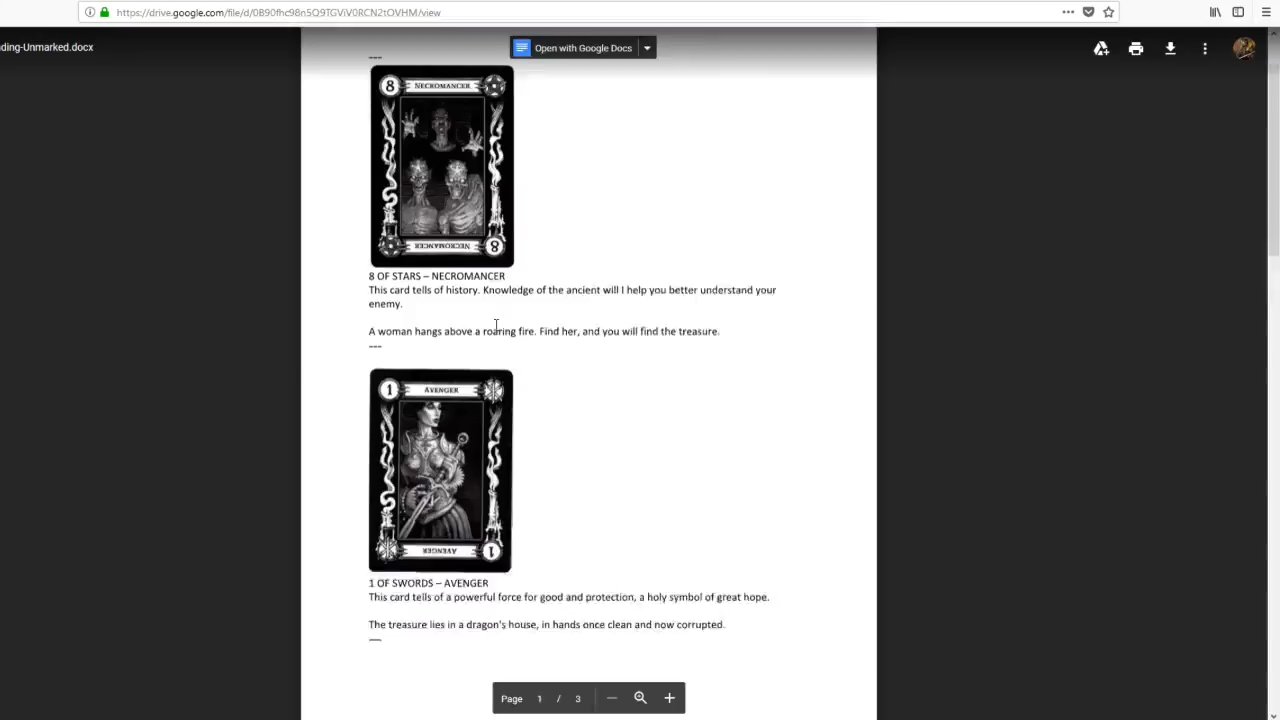 https://drive.google.com/file/d/0B90fhc98n5Q9TGViV0RCN2tOVHM/view
ding-Unmarked.docx
Open with Google Docs
---
8 NECROMANCER
NECROMANCER 8
8 OF STARS – NECROMANCER
This card tells of history. Knowledge of the ancient will l help you better understand your
enemy.
A woman hangs above a roaring fire. Find her, and you will find the treasure.
---
1 AVENGER
AVENGER 1
1 OF SWORDS – AVENGER
This card tells of a powerful force for good and protection, a holy symbol of great hope.
The treasure lies in a dragon's house, in hands once clean and now corrupted.
---
Page 1 / 3